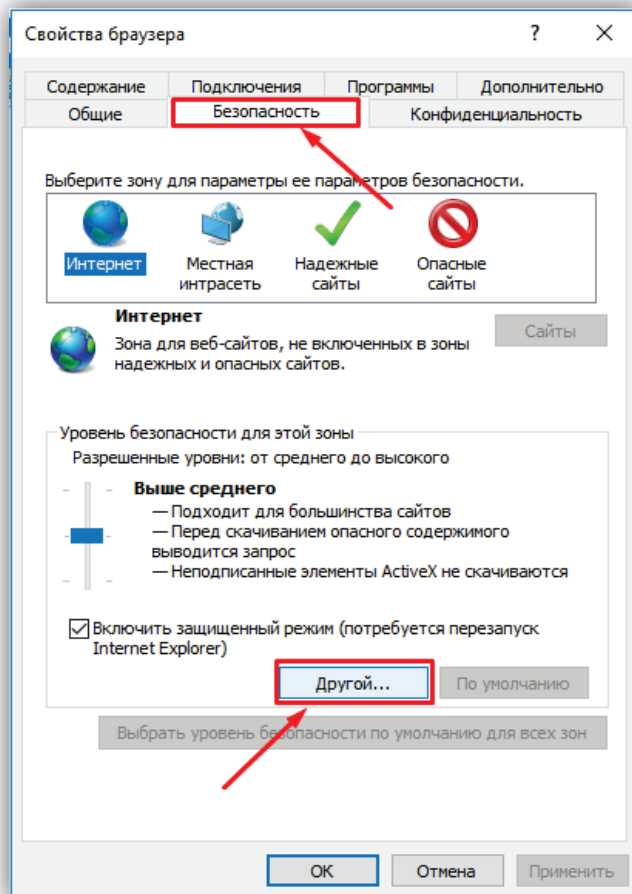 Свойства браузера
Содержание Подключения Программы Дополнительно
Общие Безопасность Конфиденциальность
Выберите зону для параметры ее параметров безопасности.
Интернет Местная интрасеть Надежные сайты Опасные сайты
Интернет
Зона для веб-сайтов, не включенных в зоны
надежных и опасных сайтов.
Сайты
Уровень безопасности для этой зоны
Разрешенные уровни: от среднего до высокого
Выше среднего
— Подходит для большинства сайтов
— Перед скачиванием опасного содержимого
выводится запрос
— Неподписанные элементы ActiveX не скачиваются
Включить защищенный режим (потребуется перезапуск
Internet Explorer)
Другой... По умолчанию
Выбрать уровень безопасности по умолчанию для всех зон
ОК Отмена Применить